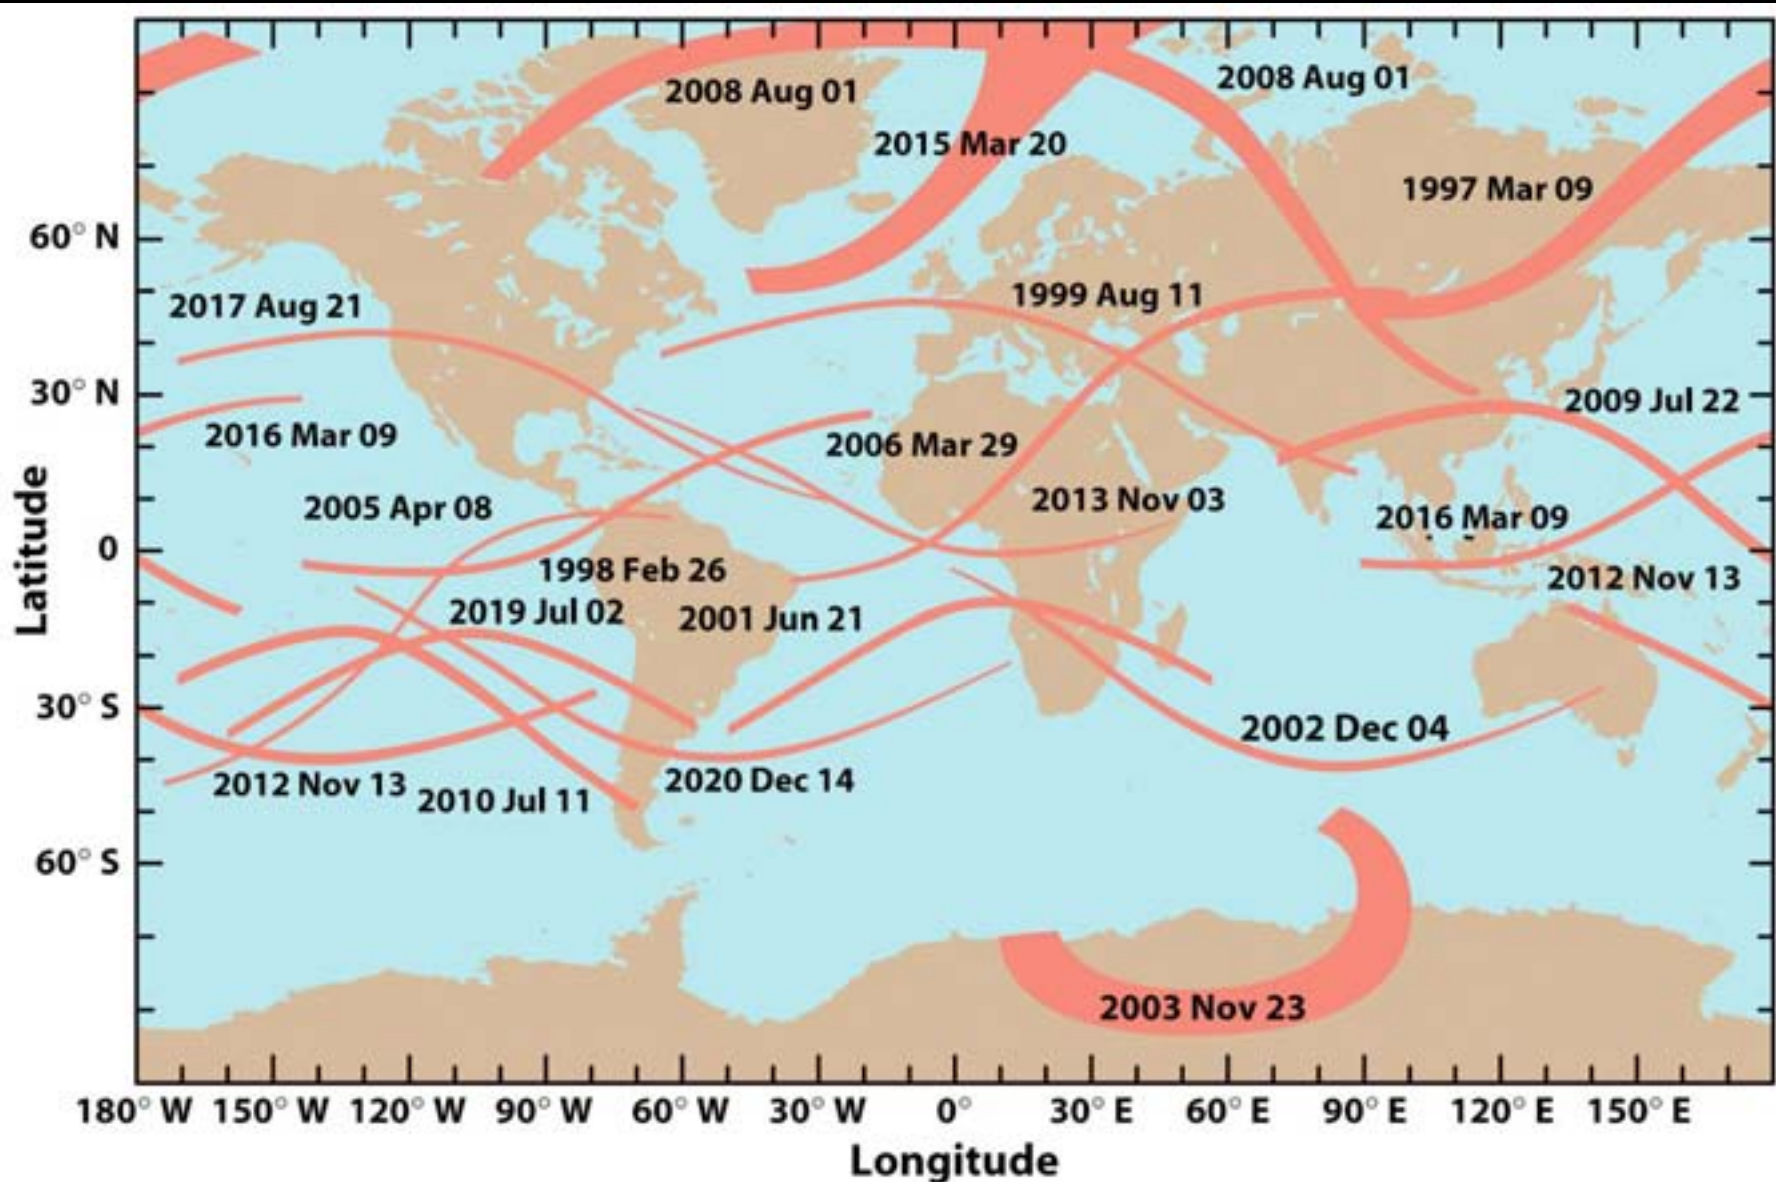 2008 Aug 01
2008 Aug 01
2015 Mar 20
1997 Mar 09
60° N
2017 Aug 21
1999 Aug 11
30° N
2009 Jul 22
2016 Mar 09
2006 Mar 29
2005 Apr 08
2013 Nov 03
2016 Mar 09
0
1998 Feb 26
2012 Nov 13
2019 Jul 02
2001 Jun 21
Latitude
30° S
2002 Dec 04
2012 Nov 13
2010 Jul 11
2020 Dec 14
60° S
2003 Nov 23
180° W 150° W 120° W 90° W 60° W 30° W 0° 30° E 60° E 90° E 120° E 150° E
Longitude